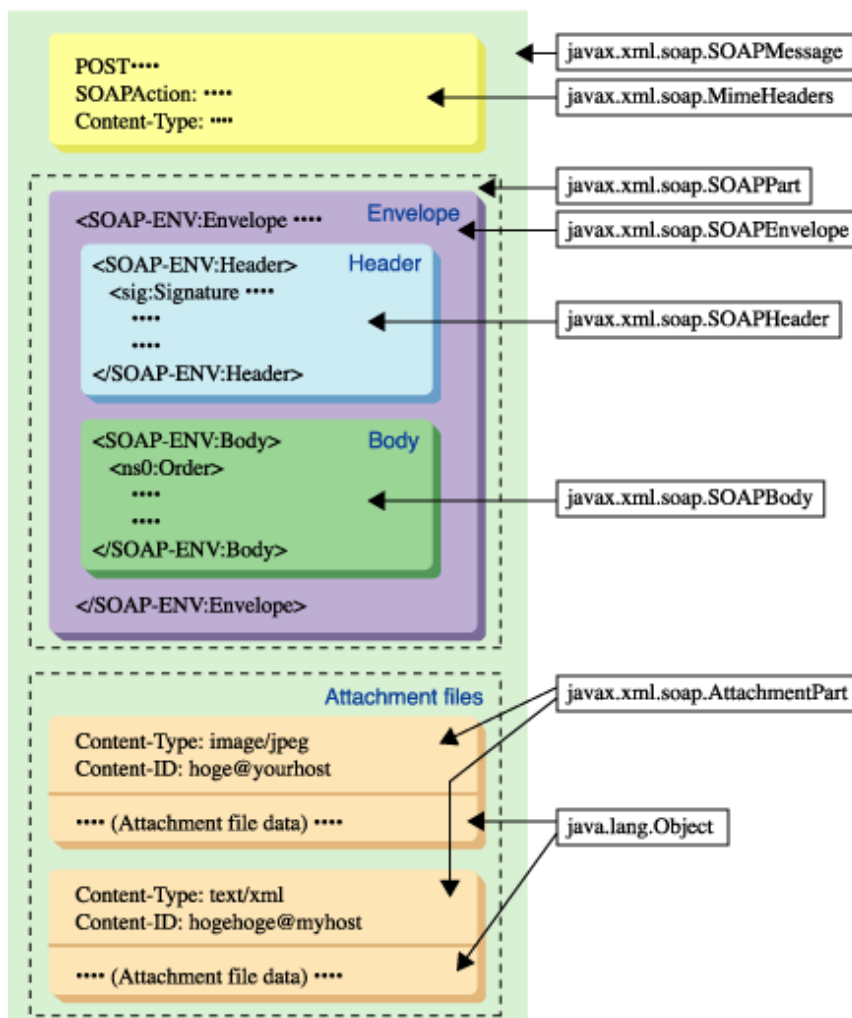 POST••••
SOAPAction: ••••
Content-Type: ••••
javax.xml.soap.SOAPMessage
javax.xml.soap.MimeHeaders
javax.xml.soap.SOAPPart
<SOAP-ENV:Envelope ••••
Envelope
javax.xml.soap.SOAPEnvelope
<SOAP-ENV:Header>
Header
<sig:Signature ••••
••••
••••
</SOAP-ENV:Header>
javax.xml.soap.SOAPHeader
<SOAP-ENV:Body>
Body
<ns0:Order>
••••
••••
</SOAP-ENV:Body>
javax.xml.soap.SOAPBody
</SOAP-ENV:Envelope>
Attachment files
javax.xml.soap.AttachmentPart
Content-Type: image/jpeg
Content-ID: hoge@yourhost
•••• (Attachment file data) ••••
java.lang.Object
Content-Type: text/xml
Content-ID: hogehoge@myhost
•••• (Attachment file data) ••••